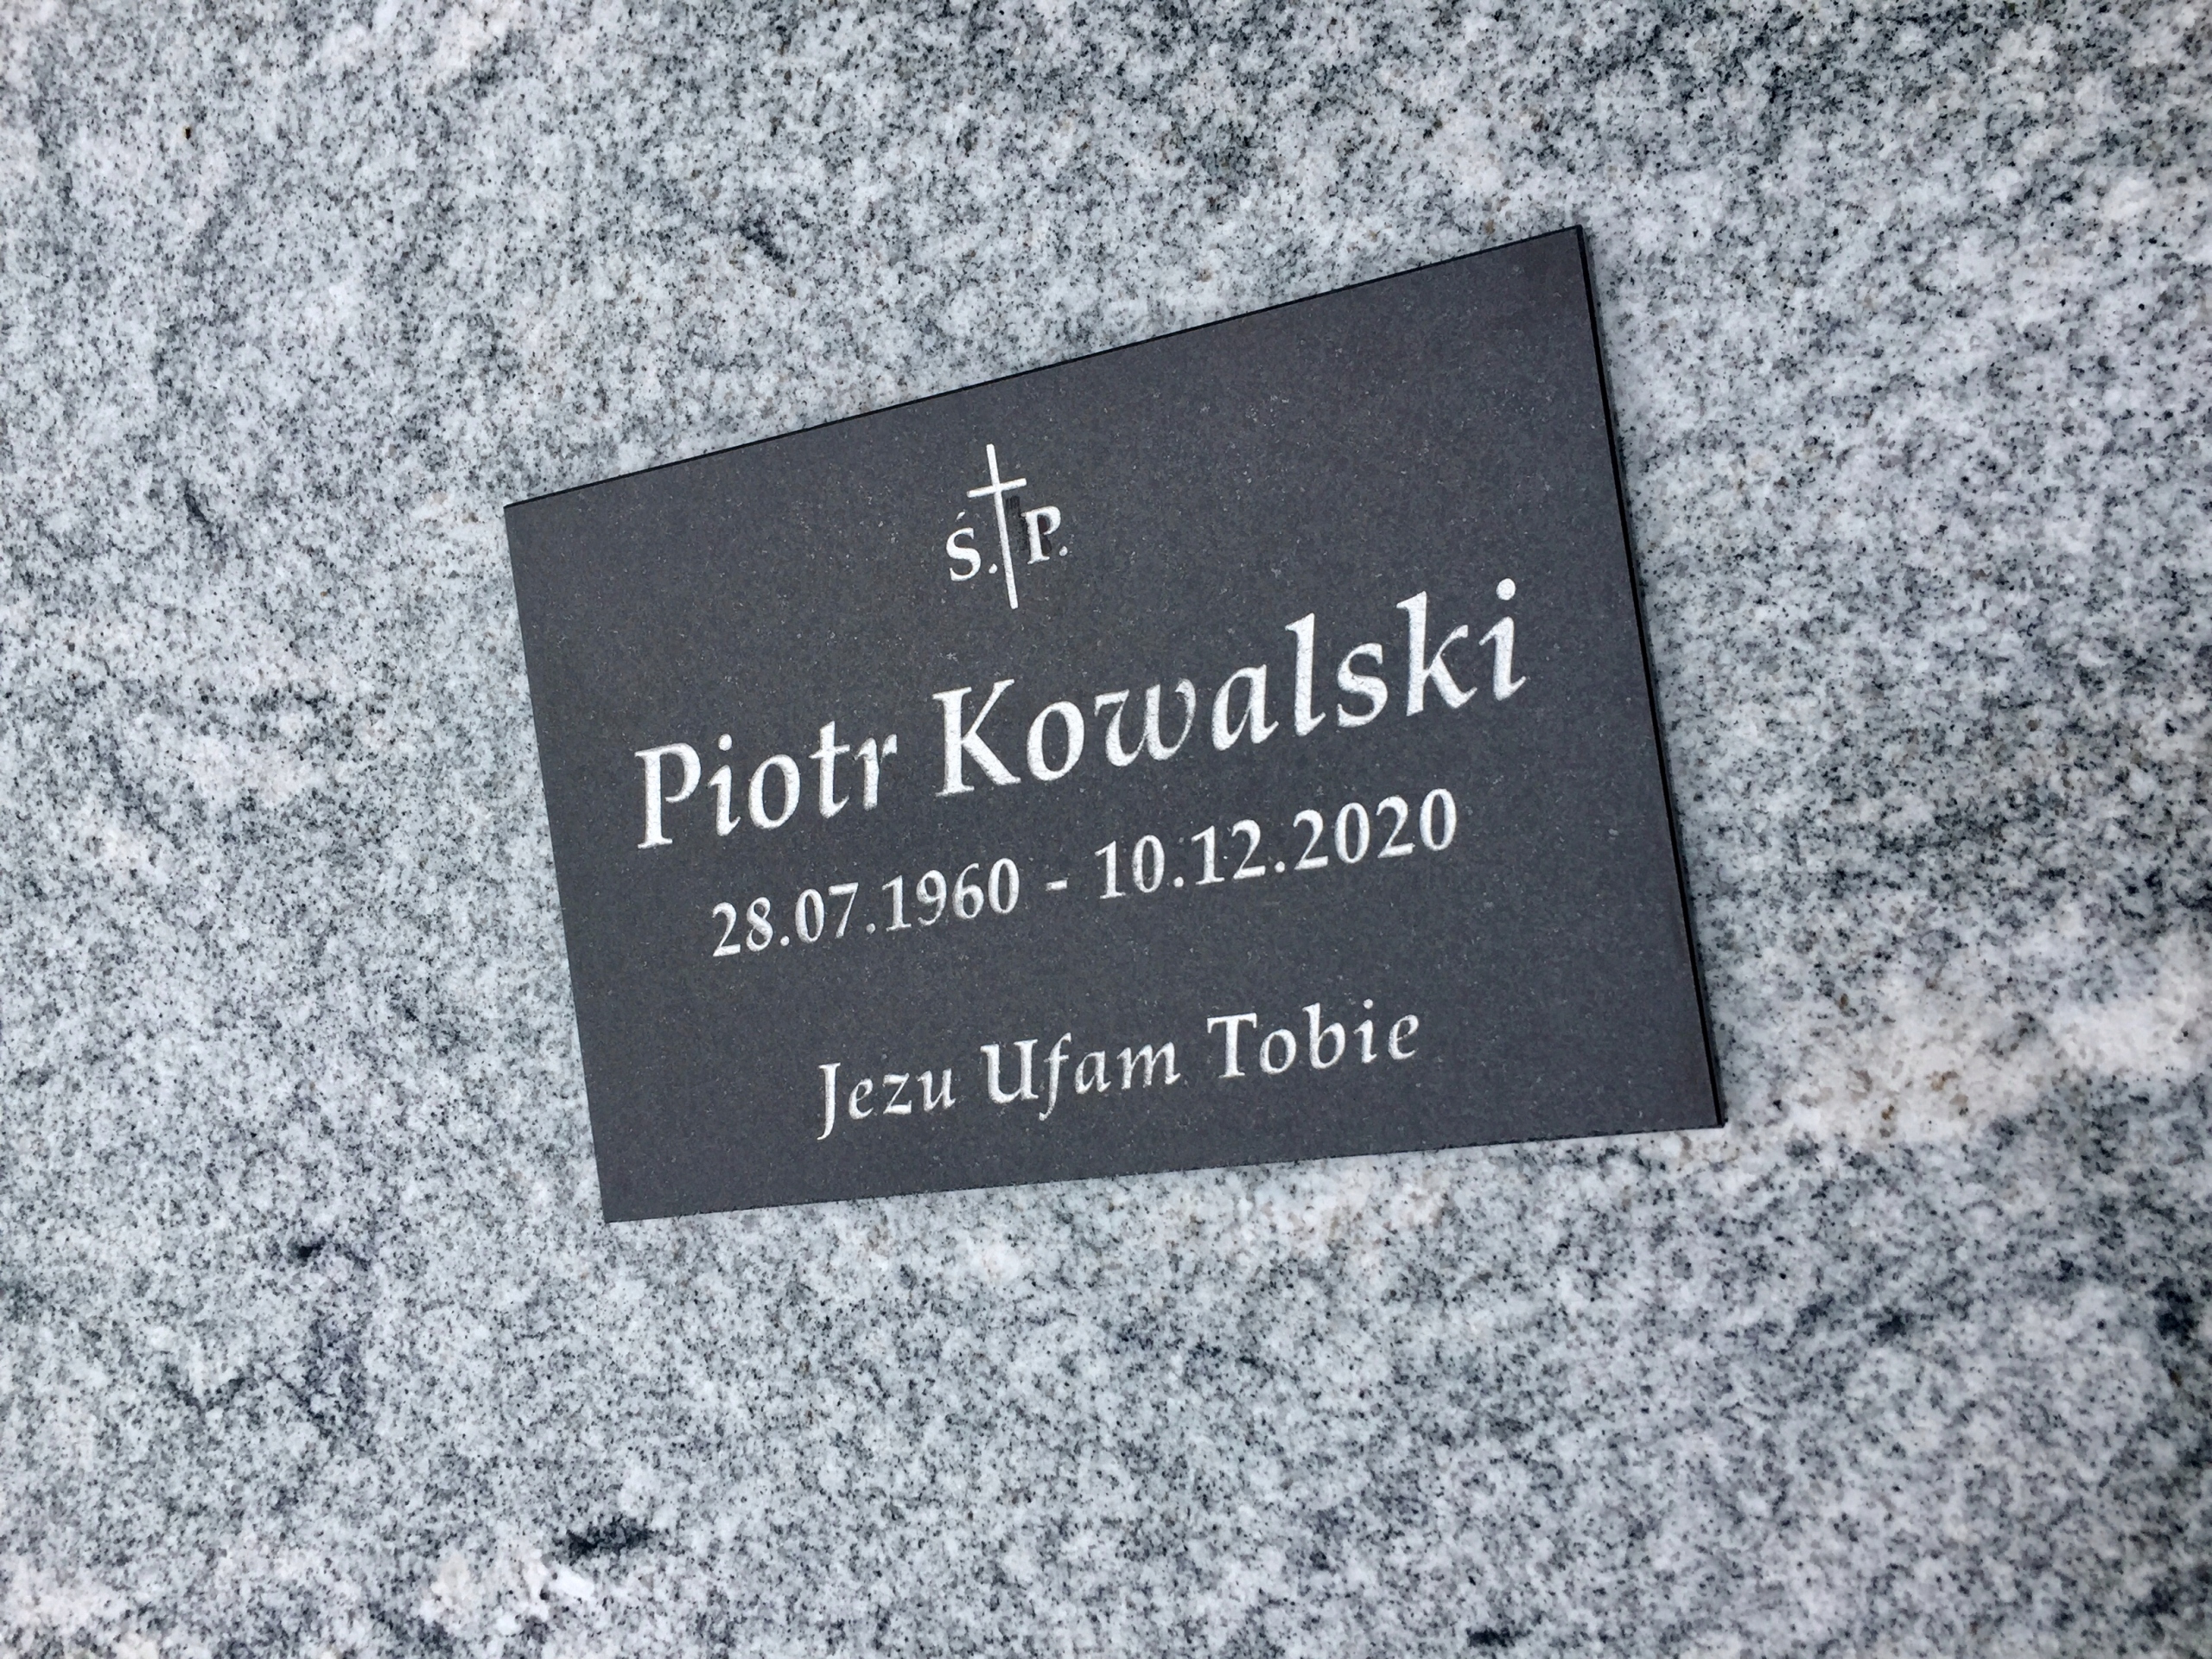 Ś. P.
Piotr Kowalski
28.07.1960 - 10.12.2020
Jezu Ufam Tobie